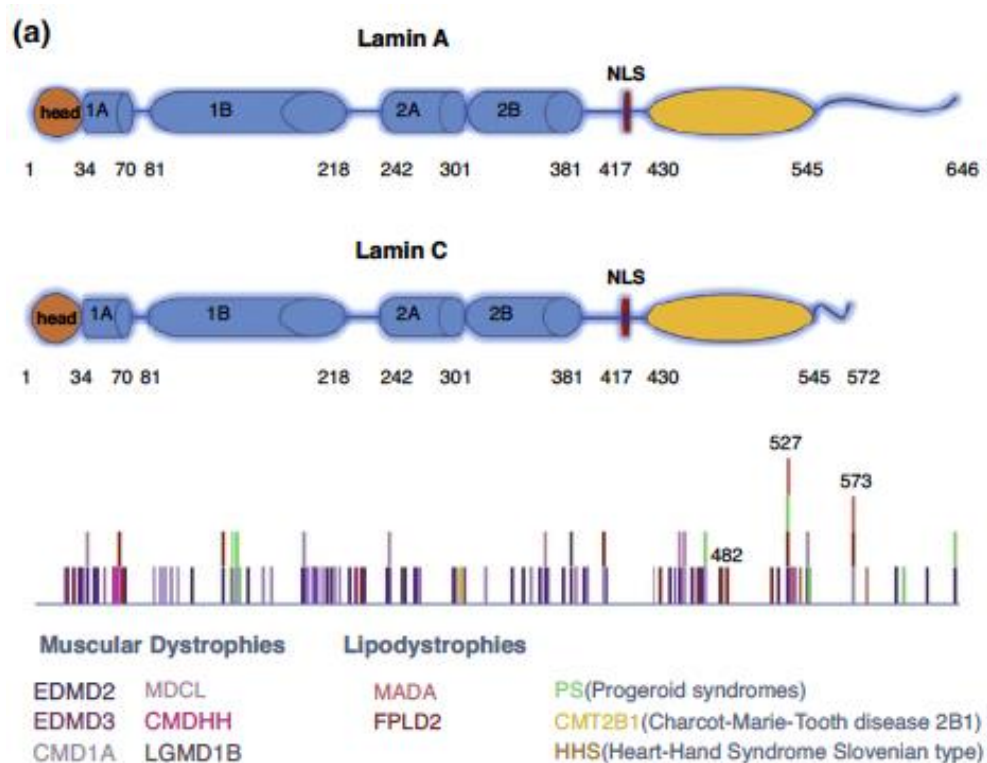 (a)
Lamin A
NLS
head 1A 1B 2A 2B
1 34 70 81 218 242 301 381 417 430 545 646
Lamin C
NLS
head 1A 1B 2A 2B
1 34 70 81 218 242 301 381 417 430 545 572
527
573
482
Muscular Dystrophies Lipodystrophies
EDMD2 MDCL MADA PS(Progeroid syndromes)
EDMD3 CMDHH FPLD2 CMT2B1(Charcot-Marie-Tooth disease 2B1)
CMD1A LGMD1B HHS(Heart-Hand Syndrome Slovenian type)